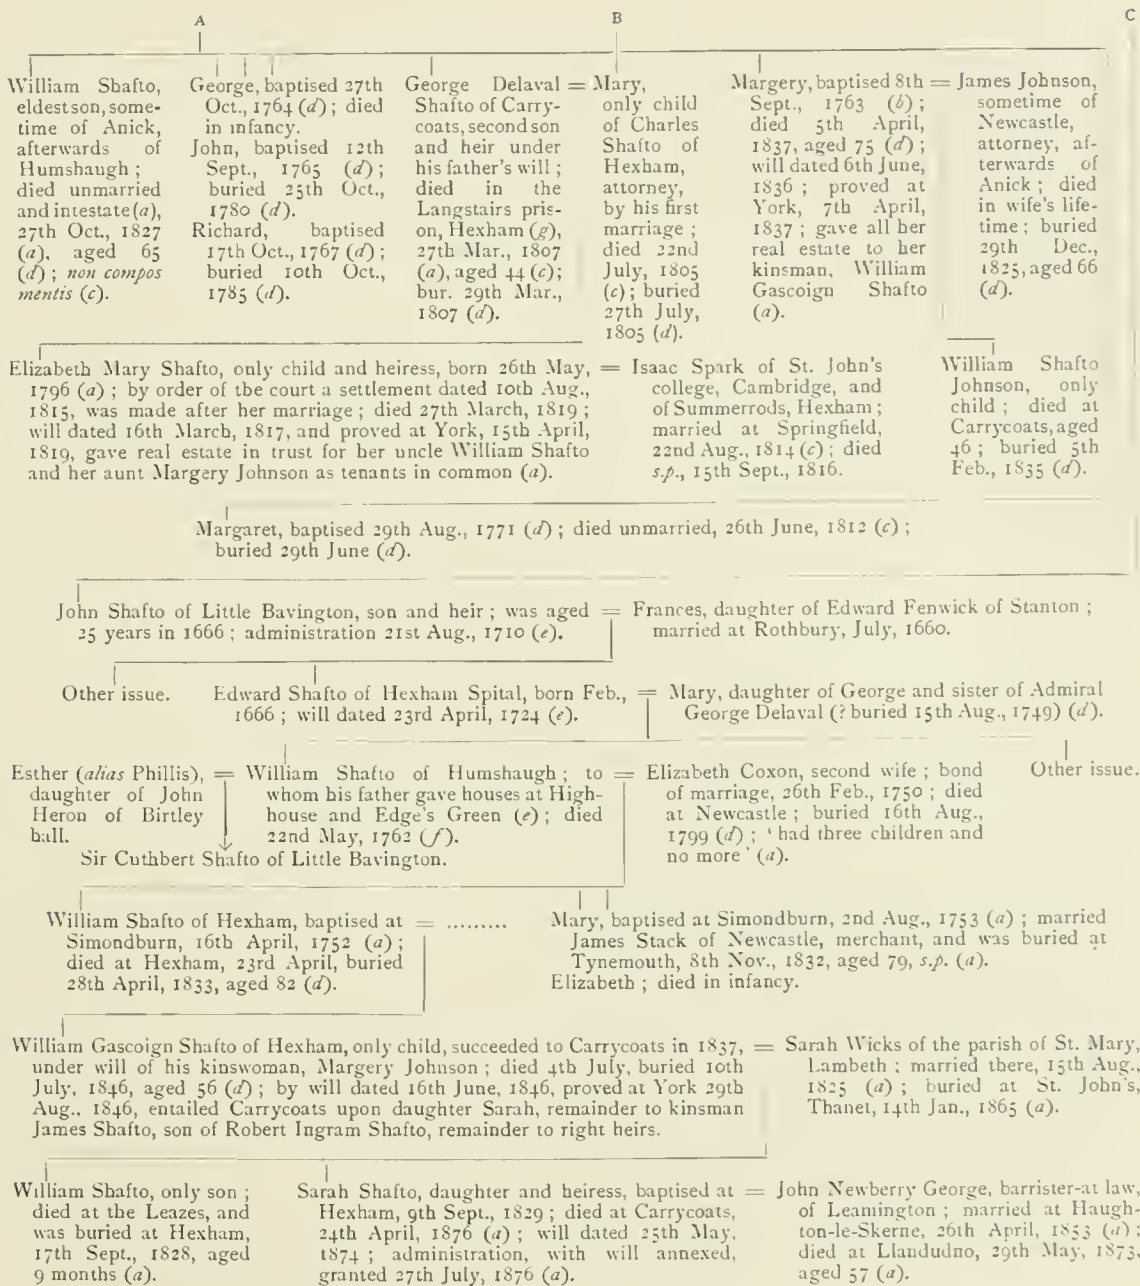 A
B
C
William Shafto,
eldest son, some-
time of Anick,
afterwards of
Humshaugh ;
died unmarried
and intestate (a),
27th Oct., 1827
(a), aged 65
(d) ; non compos
mentis (c).
George, baptised 27th
Oct., 1764 (d) ; died
in infancy.
John, baptised 12th
Sept., 1765 (d) ;
buried 25th Oct.,
1780 (d).
Richard, baptised
17th Oct., 1767 (d) ;
buried 10th Oct.,
1785 (d).
George Delaval =
Shafto of Carry-
coats, second son
and heir under
his father's will ;
died in the
Langstairs pris-
on, Hexham (g),
27th Mar., 1807
(a), aged 44 (c) ;
bur. 29th Mar.,
1807 (d).
Mary,
only child
of Charles
Shafto of
Hexham,
attorney,
by his first
marriage ;
died 22nd
July, 1805
(c) ; buried
27th July,
1805 (d).
Margery, baptised 8th =
Sept., 1763 (b) ;
died 5th April,
1837, aged 75 (d) ;
will dated 6th June,
1836 ; proved at
York, 7th April,
1837 ; gave all her
real estate to her
kinsman, William
Gascoign Shafto
(a).
James Johnson,
sometime of
Newcastle,
attorney, af-
terwards of
Anick ; died
in wife's life-
time ; buried
29th Dec.,
1825, aged 66
(d).
Elizabeth Mary Shafto, only child and heiress, born 26th May, =
1796 (a) ; by order of the court a settlement dated 10th Aug.,
1815, was made after her marriage ; died 27th March, 1819 ;
will dated 16th March, 1817, and proved at York, 15th April,
1819, gave real estate in trust for her uncle William Shafto
and her aunt Margery Johnson as tenants in common (a).
Isaac Spark of St. John's
college, Cambridge, and
of Summerrods, Hexham ;
married at Springfield,
22nd Aug., 1814 (c) ; died
s.p., 15th Sept., 1816.
William Shafto
Johnson, only
child ; died at
Carrycoats, aged
46 ; buried 5th
Feb., 1835 (d).
Margaret, baptised 29th Aug., 1771 (d) ; died unmarried, 26th June, 1812 (c) ;
buried 29th June (d).
John Shafto of Little Bavington, son and heir ; was aged =
25 years in 1666 ; administration 21st Aug., 1710 (e).
Frances, daughter of Edward Fenwick of Stanton ;
married at Rothbury, July, 1660.
Other issue.
Edward Shafto of Hexham Spital, born Feb., =
1666 ; will dated 23rd April, 1724 (e).
Mary, daughter of George and sister of Admiral
George Delaval (? buried 15th Aug., 1749) (d).
Esther (alias Phillis), =
daughter of John
Heron of Birtley
hall.
William Shafto of Humshaugh ; to =
whom his father gave houses at High-
house and Edge's Green (e) ; died
22nd May, 1762 (f).
Elizabeth Coxon, second wife ; bond
of marriage, 26th Feb., 1750 ; died
at Newcastle ; buried 16th Aug.,
1799 (d) ; ' had three children and
no more ' (a).
Other issue.
Sir Cuthbert Shafto of Little Bavington.
William Shafto of Hexham, baptised at = .........
Simondburn, 16th April, 1752 (a) ;
died at Hexham, 23rd April, buried
28th April, 1833, aged 82 (d).
Mary, baptised at Simondburn, 2nd Aug., 1753 (a) ; married
James Stack of Newcastle, merchant, and was buried at
Tynemouth, 8th Nov., 1832, aged 79, s.p. (a).
Elizabeth ; died in infancy.
William Gascoign Shafto of Hexham, only child, succeeded to Carrycoats in 1837, =
under will of his kinswoman, Margery Johnson ; died 4th July, buried 10th
July, 1846, aged 56 (d) ; by will dated 16th June, 1846, proved at York 29th
Aug., 1846, entailed Carrycoats upon daughter Sarah, remainder to kinsman
James Shafto, son of Robert Ingram Shafto, remainder to right heirs.
Sarah Wicks of the parish of St. Mary,
Lambeth ; married there, 15th Aug.,
1825 (a) ; buried at St. John's,
Thanet, 14th Jan., 1865 (a).
William Shafto, only son ;
died at the Leazes, and
was buried at Hexham,
17th Sept., 1828, aged
9 months (a).
Sarah Shafto, daughter and heiress, baptised at =
Hexham, 9th Sept., 1829 ; died at Carrycoats,
24th April, 1876 (a) ; will dated 25th May,
1874 ; administration, with will annexed,
granted 27th July, 1876 (a).
John Newberry George, barrister-at law,
of Leamington ; married at Haugh-
ton-le-Skerne, 26th April, 1853 (a) ;
died at Llandudno, 29th May, 1873,
aged 57 (a).